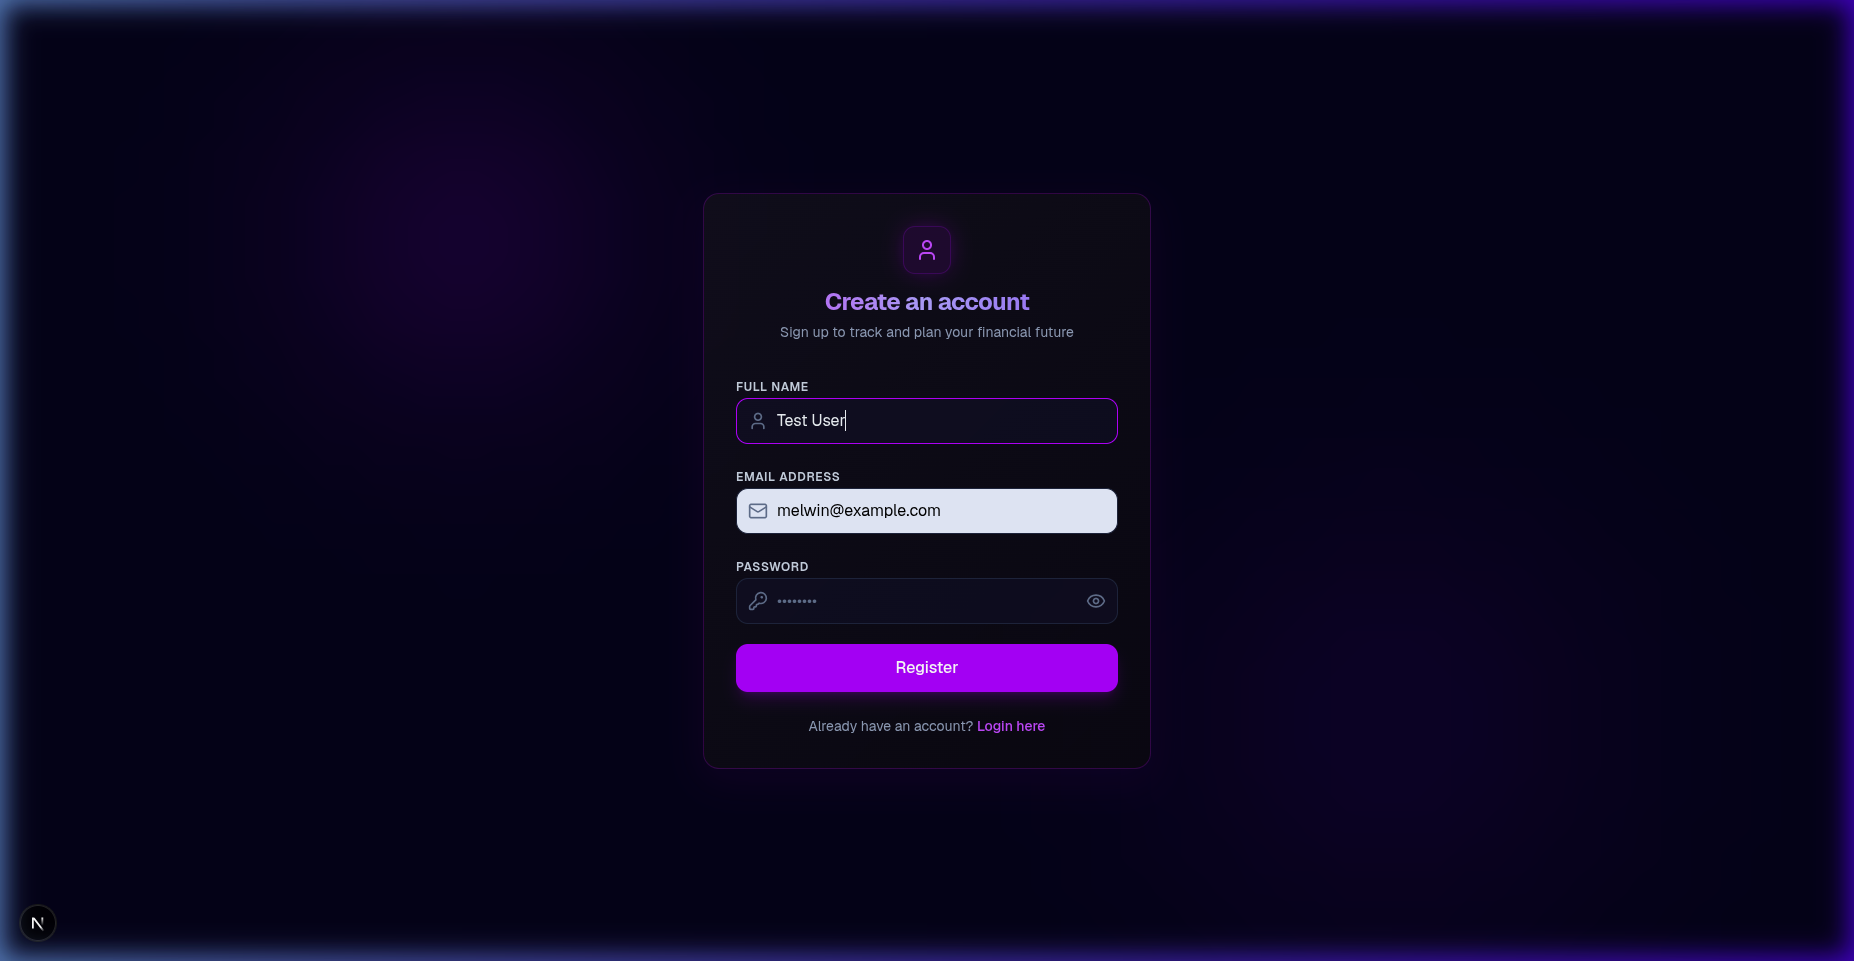 Create an account
Sign up to track and plan your financial future
FULL NAME
Test User
EMAIL ADDRESS
melwin@example.com
PASSWORD
••••••••
Register
Already have an account? Login here
N